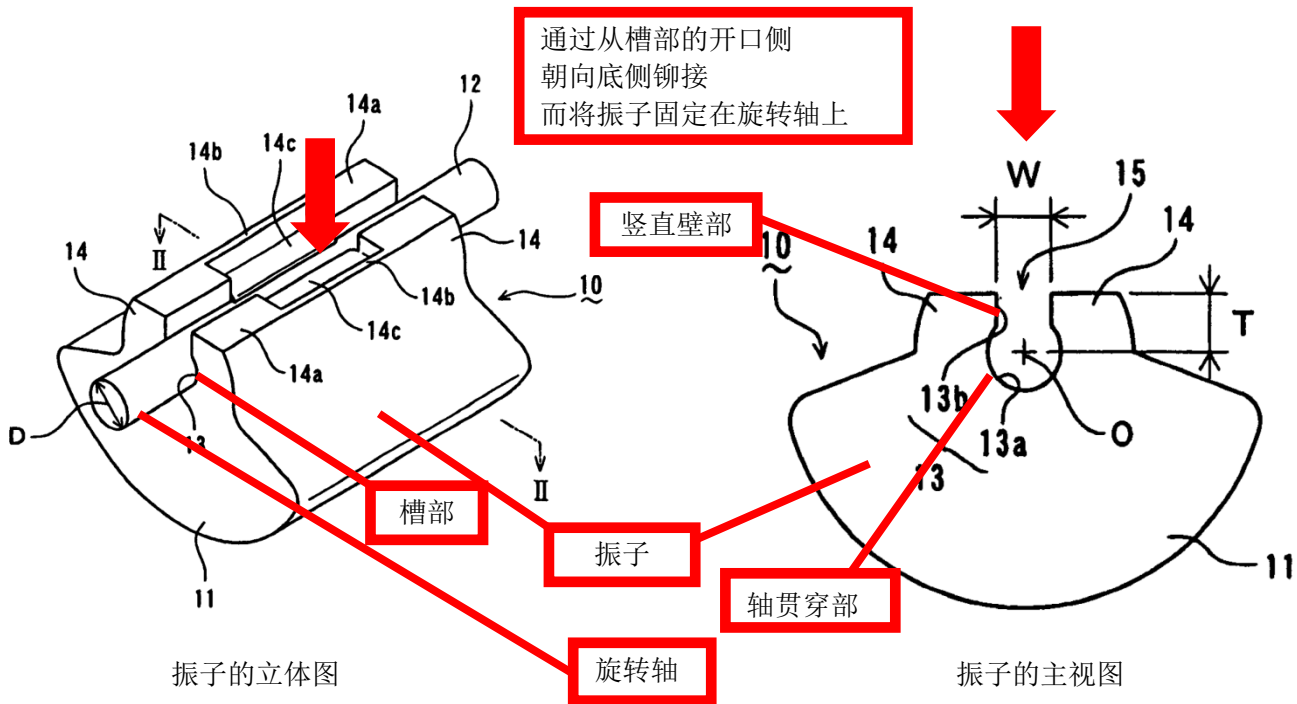 通过从槽部的开口侧
朝向底侧铆接
而将振子固定在旋转轴上
14a
12
14b
14c
II
14
14
10
14b
14c
14a
D
13
II
11
槽部
振子
旋转轴
振子的立体图
竖直壁部
W
15
10
14
14
T
13b
13a
O
13
11
轴贯穿部
振子的主视图